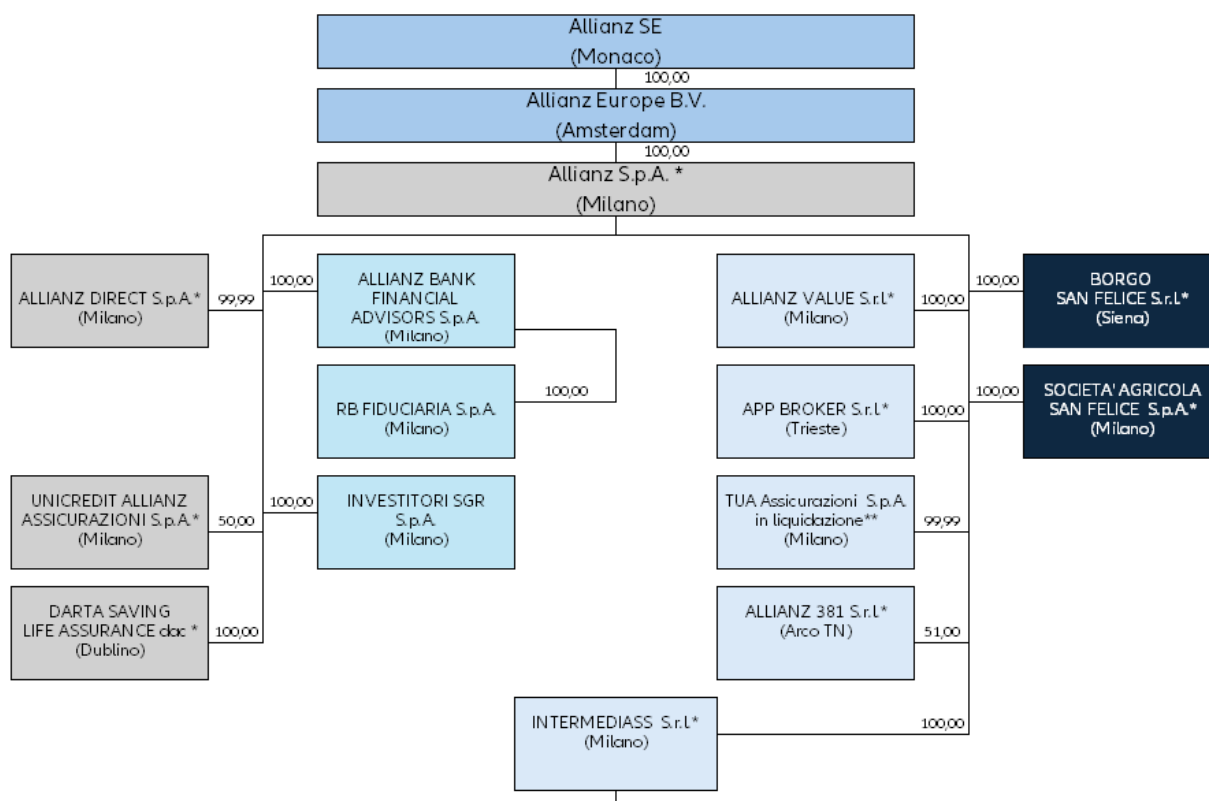 Allianz SE
(Monaco)
100,00
Allianz Europe B.V.
(Amsterdam)
100,00
Allianz S.p.A. *
(Milano)
ALLIANZ DIRECT S.p.A.*
(Milano)
99,99
100,00
ALLIANZ BANK
FINANCIAL
ADVISORS S.p.A.
(Milano)
ALLIANZ VALUE S.r.l.*
(Milano)
100,00
100,00
BORGO
SAN FELICE S.r.l.*
(Siena)
RB FIDUCIARIA S.p.A.
(Milano)
100,00
APP BROKER S.r.l.*
(Trieste)
100,00
100,00
SOCIETA' AGRICOLA
SAN FELICE S.p.A.*
(Milano)
UNICREDIT ALLIANZ
ASSICURAZIONI S.p.A.*
(Milano)
50,00
100,00
INVESTITORI SGR
S.p.A.
(Milano)
TUA Assicurazioni S.p.A.
in liquidazione**
(Milano)
99,99
DARTA SAVING
LIFE ASSURANCE dac *
(Dublino)
100,00
ALLIANZ 381 S.r.l.*
(Arco TN)
51,00
INTERMEDIASS S.r.l.*
(Milano)
100,00